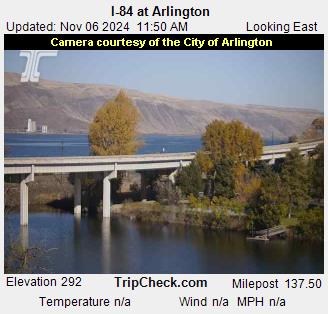 I-84 at Arlington
Updated: Nov 06 2024 11:50 AM Looking East
Camera courtesy of the City of Arlington
Elevation 292 TripCheck.com Milepost 137.50
Temperature n/a Wind n/a MPH n/a